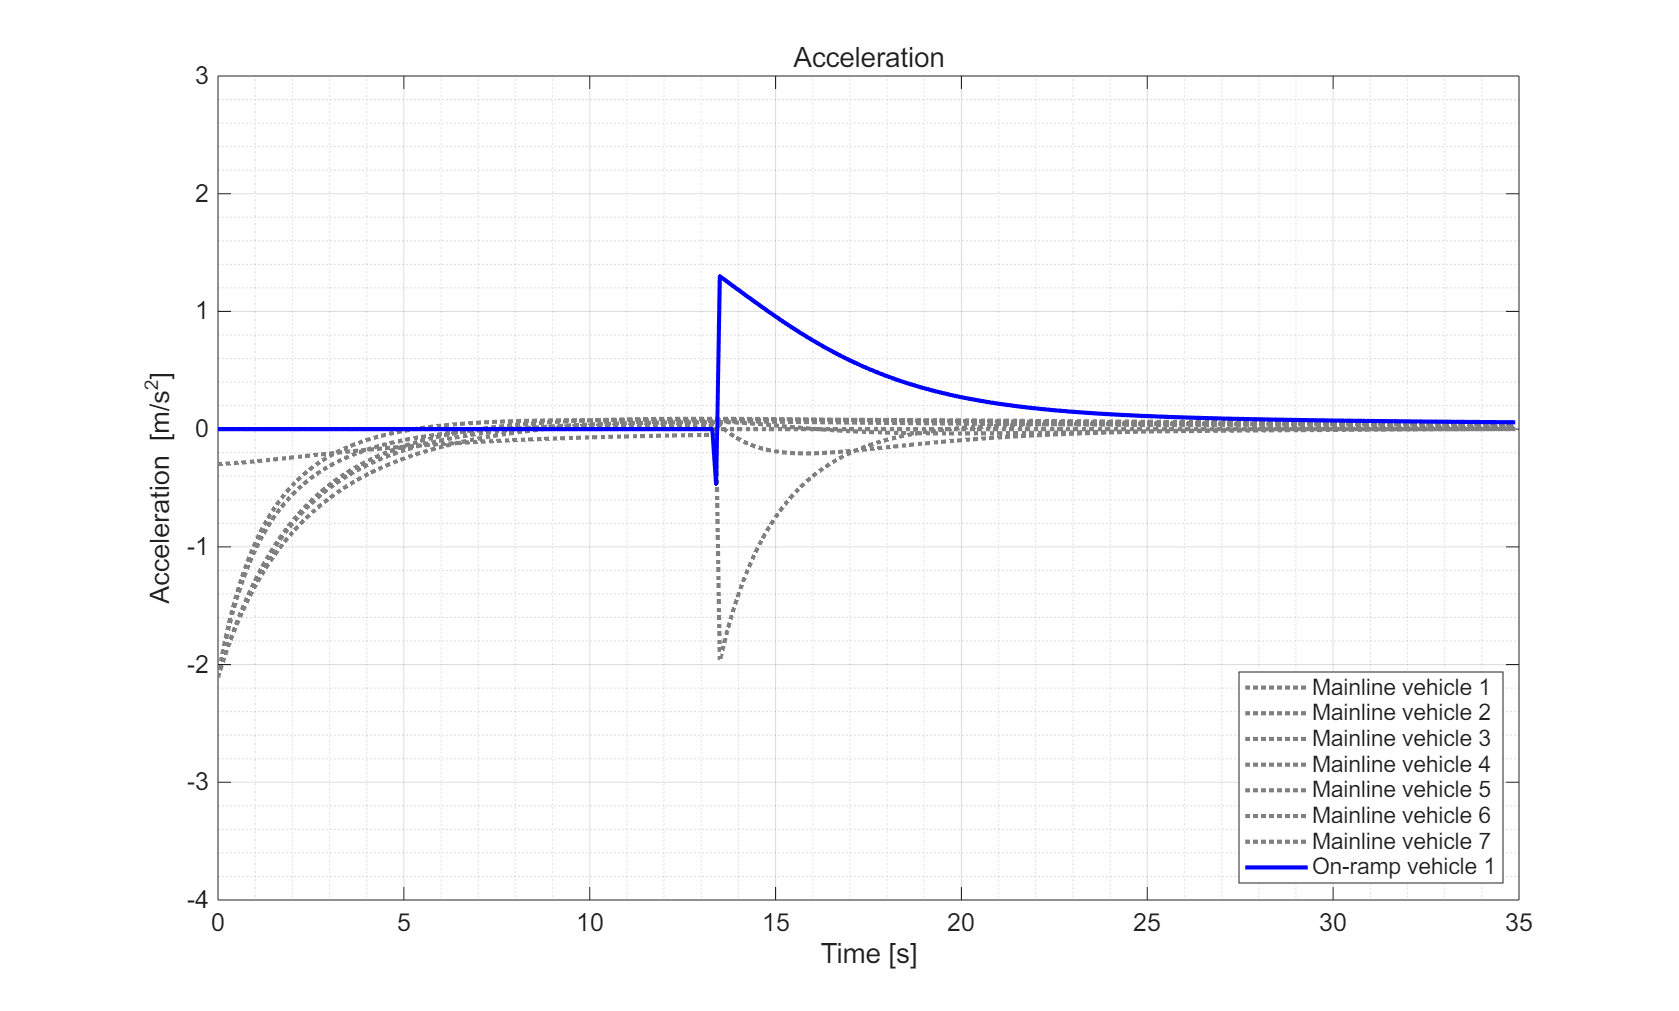 Acceleration
3
2
1
0
-1
-2
-3
-4
Acceleration [m/s²]
0 5 10 15 20 25 30 35
Time [s]
Mainline vehicle 1
Mainline vehicle 2
Mainline vehicle 3
Mainline vehicle 4
Mainline vehicle 5
Mainline vehicle 6
Mainline vehicle 7
On-ramp vehicle 1